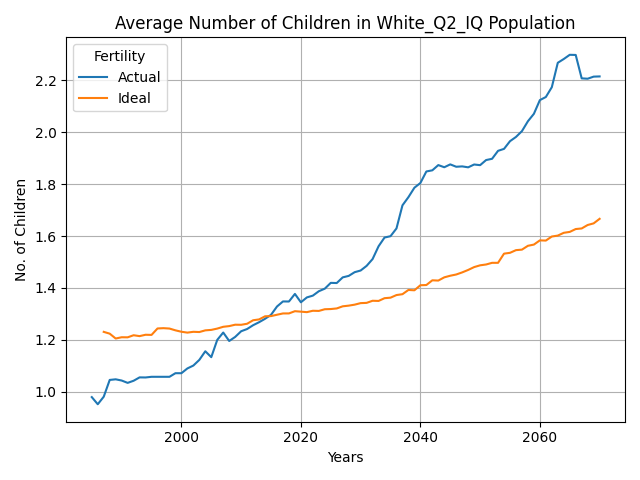 Average Number of Children in White_Q2_IQ Population
Fertility
Actual
Ideal
No. of Children
2.2
2.0
1.8
1.6
1.4
1.2
1.0
2000
2020
2040
2060
Years